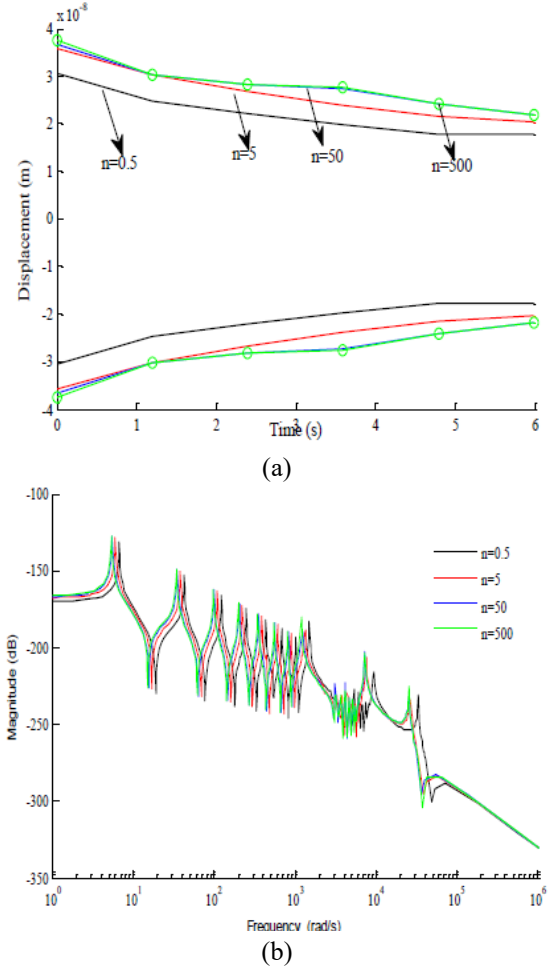 x 10⁻⁸
4
3
2
1
0
-1
-2
-3
-4
Displacement (m)
n=0.5
n=5
n=50
n=500
0
1
2
3
4
5
6
Time (s)
(a)
-100
-150
-200
-250
-300
-350
Magnitude (dB)
n=0.5
n=5
n=50
n=500
10⁰
10¹
10²
10³
10⁴
10⁵
10⁶
Frequency (rad/s)
(b)